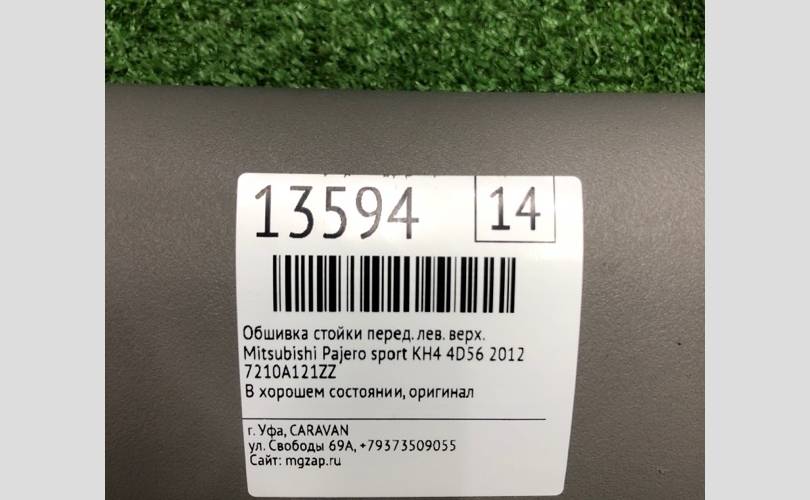 13594 14
Обшивка стойки перед. лев. верх.
Mitsubishi Pajero sport KH4 4D56 2012
7210A121ZZ
В хорошем состоянии, оригинал
г. Уфа, CARAVAN
ул. Свободы 69А, +79373509055
Сайт: mgzap.ru